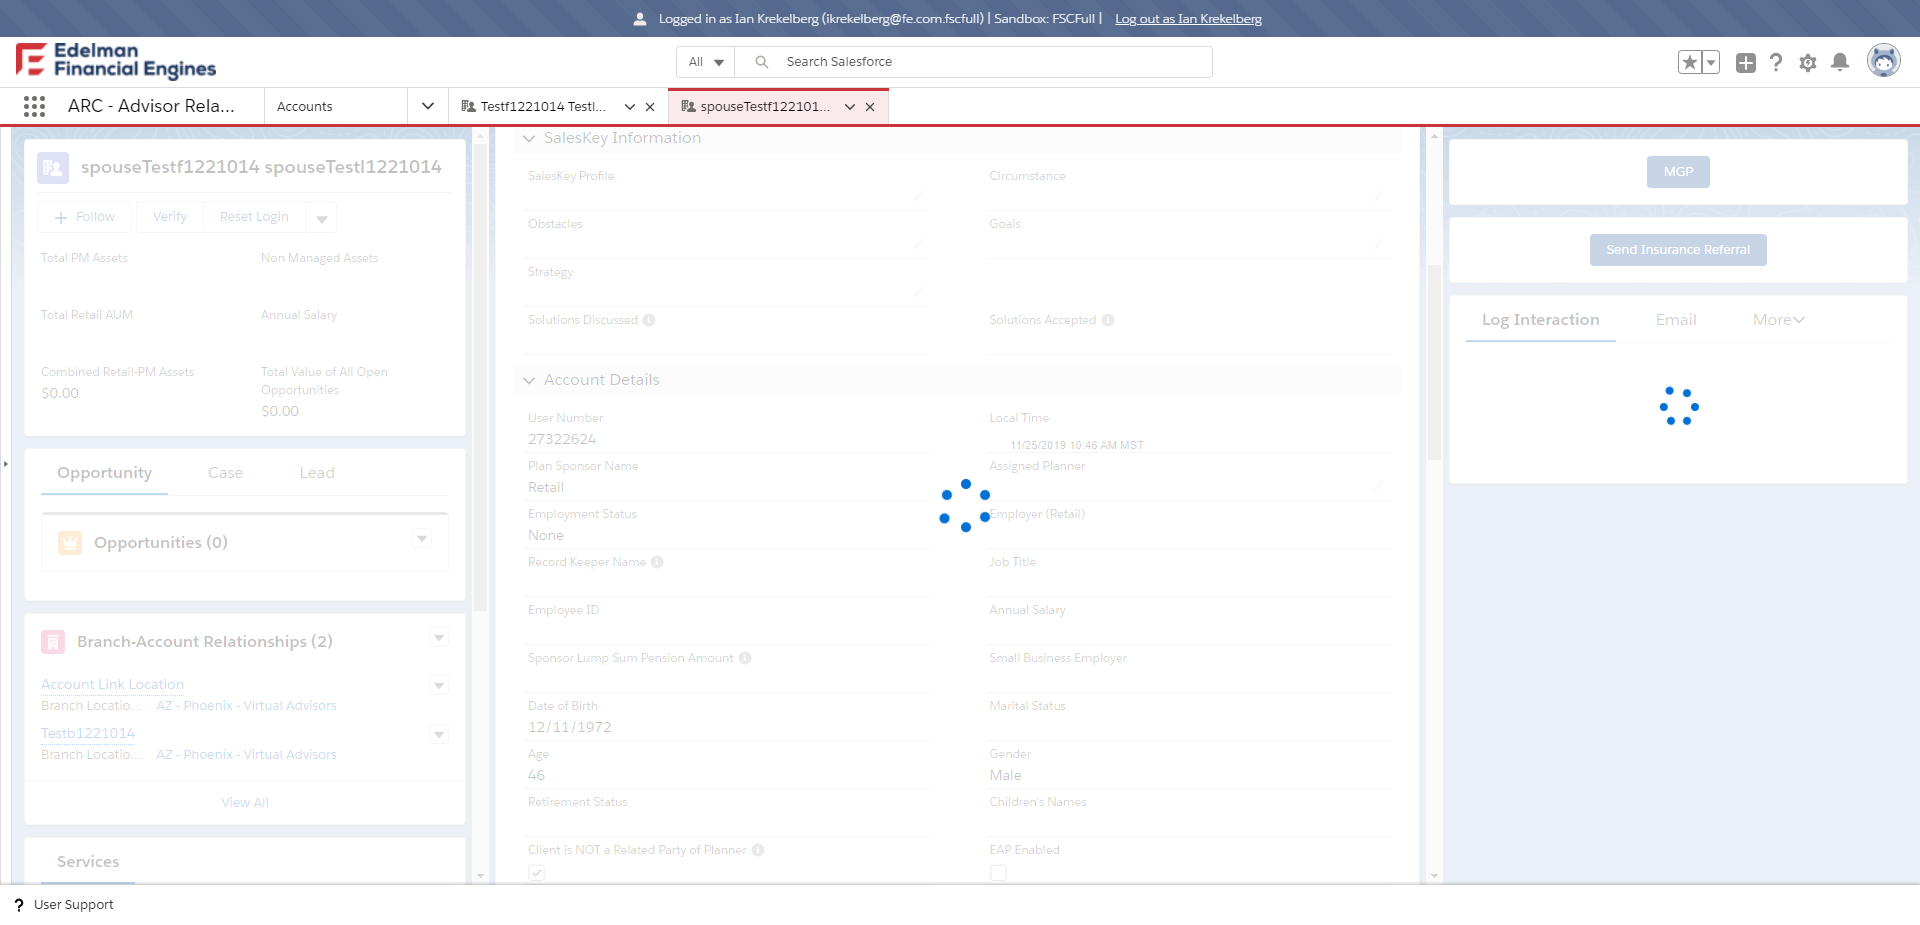 Logged in as Ian Krekelberg (ikrekelberg@fe.com.fscfull) | Sandbox: FSCFull | Log out as Ian Krekelberg
Edelman
Financial Engines
All
Search Salesforce
ARC - Advisor Rela...
Accounts
Testf1221014 Testl...
spouseTestf122101...
spouseTestf1221014 spouseTestl1221014
Follow
Verify
Reset Login
Total PM Assets
Non Managed Assets
Total Retail AUM
Annual Salary
Combined Retail-PM Assets
$0.00
Total Value of All Open
Opportunities
$0.00
Opportunity
Case
Lead
Opportunities (0)
Branch-Account Relationships (2)
Account Link Location
Branch Locatio... AZ - Phoenix - Virtual Advisors
Testb1221014
Branch Locatio... AZ - Phoenix - Virtual Advisors
View All
Services
SalesKey Information
SalesKey Profile
Circumstance
Obstacles
Goals
Strategy
Solutions Discussed
Solutions Accepted
Account Details
User Number
27322624
Local Time
11/25/2019 10:46 AM MST
Plan Sponsor Name
Retail
Assigned Planner
Employment Status
None
Employer (Retail)
Record Keeper Name
Job Title
Employee ID
Annual Salary
Sponsor Lump Sum Pension Amount
Small Business Employer
Date of Birth
12/11/1972
Marital Status
Age
46
Gender
Male
Retirement Status
Children's Names
Client is NOT a Related Party of Planner
EAP Enabled
MGP
Send Insurance Referral
Log Interaction
Email
More
User Support